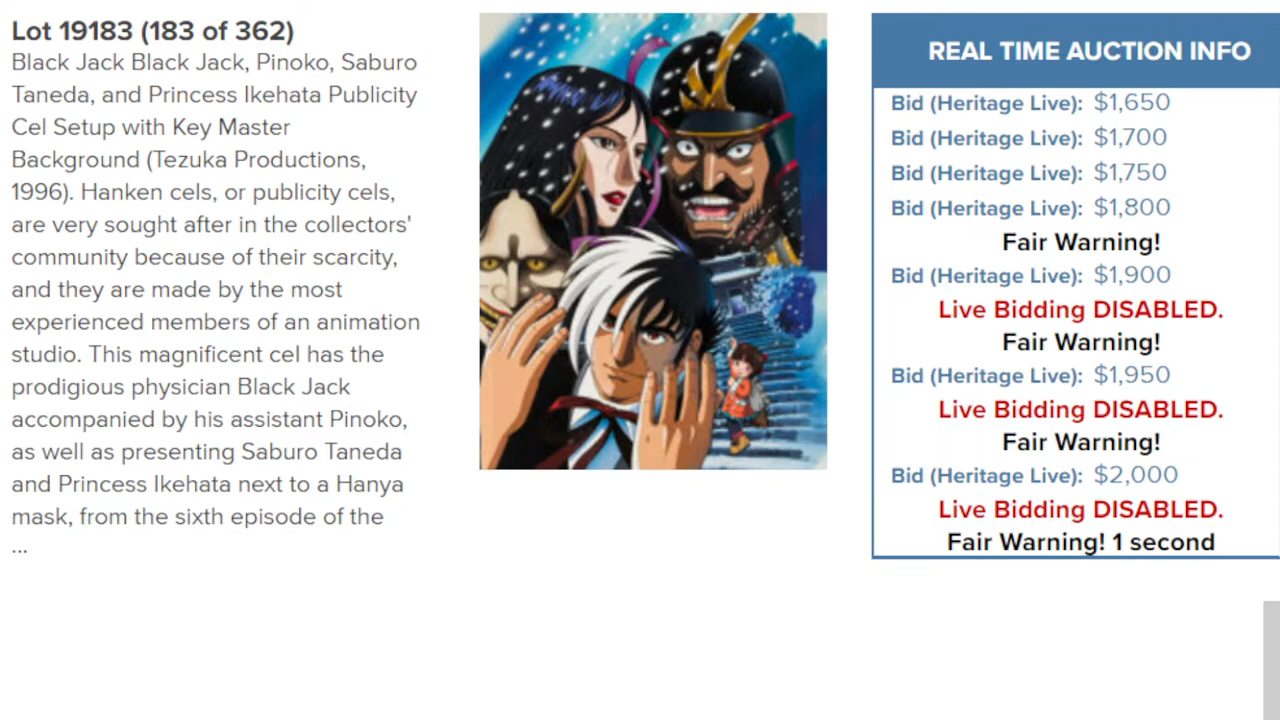 Lot 19183 (183 of 362)
Black Jack Black Jack, Pinoko, Saburo
Taneda, and Princess Ikehata Publicity
Cel Setup with Key Master
Background (Tezuka Productions,
1996). Hanken cels, or publicity cels,
are very sought after in the collectors'
community because of their scarcity,
and they are made by the most
experienced members of an animation
studio. This magnificent cel has the
prodigious physician Black Jack
accompanied by his assistant Pinoko,
as well as presenting Saburo Taneda
and Princess Ikehata next to a Hanya
mask, from the sixth episode of the
...
REAL TIME AUCTION INFO
Bid (Heritage Live): $1,650
Bid (Heritage Live): $1,700
Bid (Heritage Live): $1,750
Bid (Heritage Live): $1,800
Fair Warning!
Bid (Heritage Live): $1,900
Live Bidding DISABLED.
Fair Warning!
Bid (Heritage Live): $1,950
Live Bidding DISABLED.
Fair Warning!
Bid (Heritage Live): $2,000
Live Bidding DISABLED.
Fair Warning! 1 second